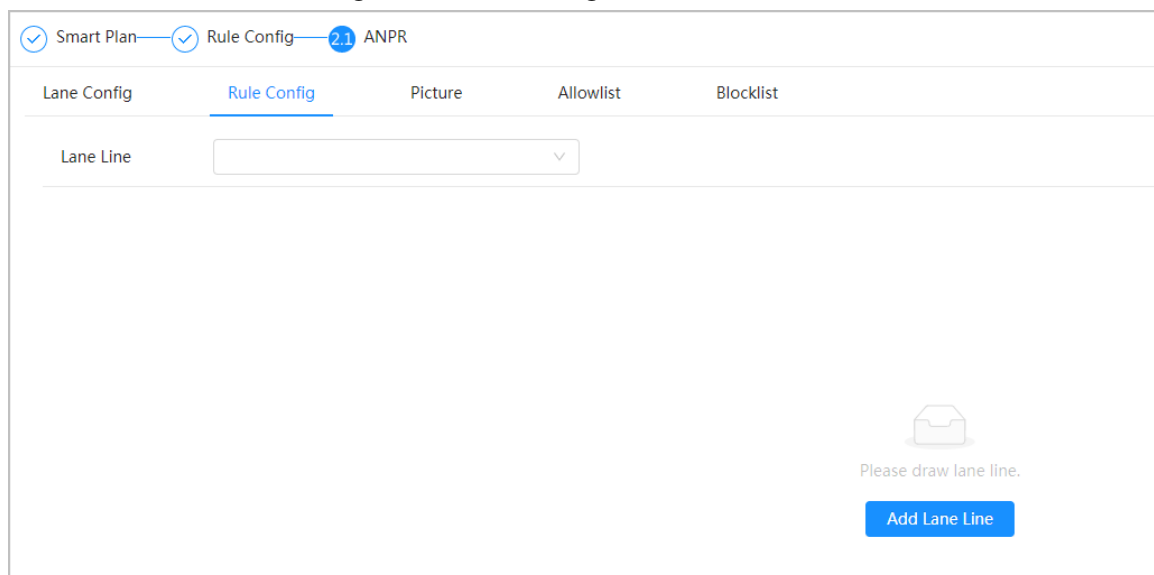 Smart Plan Rule Config 2.1 ANPR
Lane Config Rule Config Picture Allowlist Blocklist
Lane Line
Please draw lane line.
Add Lane Line